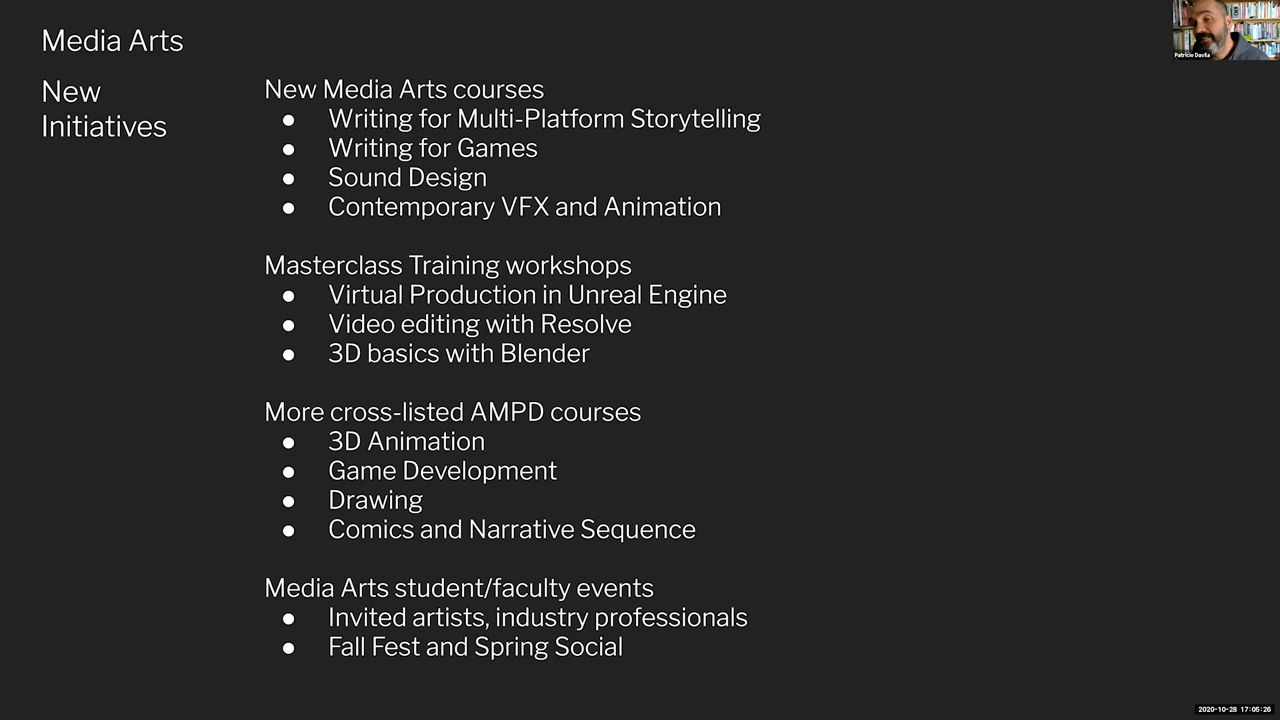 Media Arts
New
Initiatives
New Media Arts courses
● Writing for Multi-Platform Storytelling
● Writing for Games
● Sound Design
● Contemporary VFX and Animation
Masterclass Training workshops
● Virtual Production in Unreal Engine
● Video editing with Resolve
● 3D basics with Blender
More cross-listed AMPD courses
● 3D Animation
● Game Development
● Drawing
● Comics and Narrative Sequence
Media Arts student/faculty events
● Invited artists, industry professionals
● Fall Fest and Spring Social
Patricio Davila
2020-10-28 17:05:26